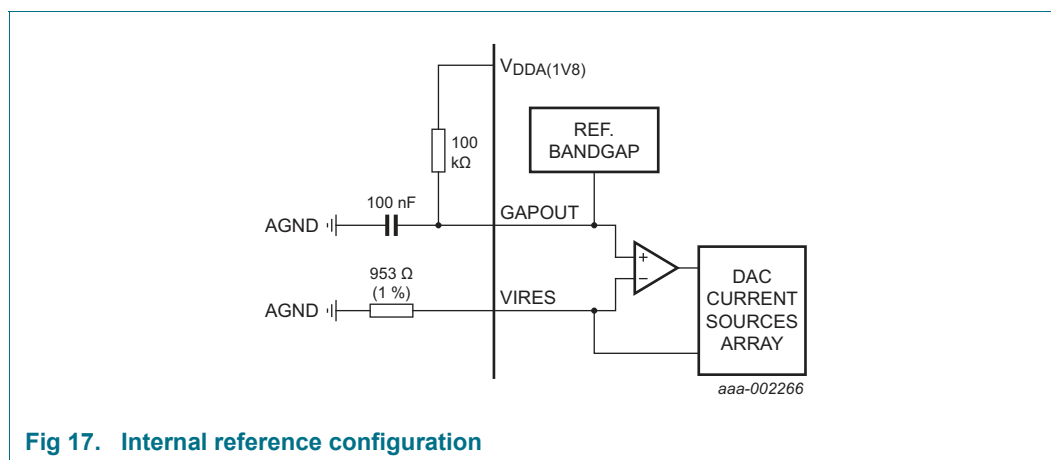 VDDA(1V8)
REF.
BANDGAP
100
kΩ
100 nF
AGND
GAPOUT
+
−
953 Ω
(1 %)
AGND
VIRES
DAC
CURRENT
SOURCES
ARRAY
aaa-002266
Fig 17. Internal reference configuration